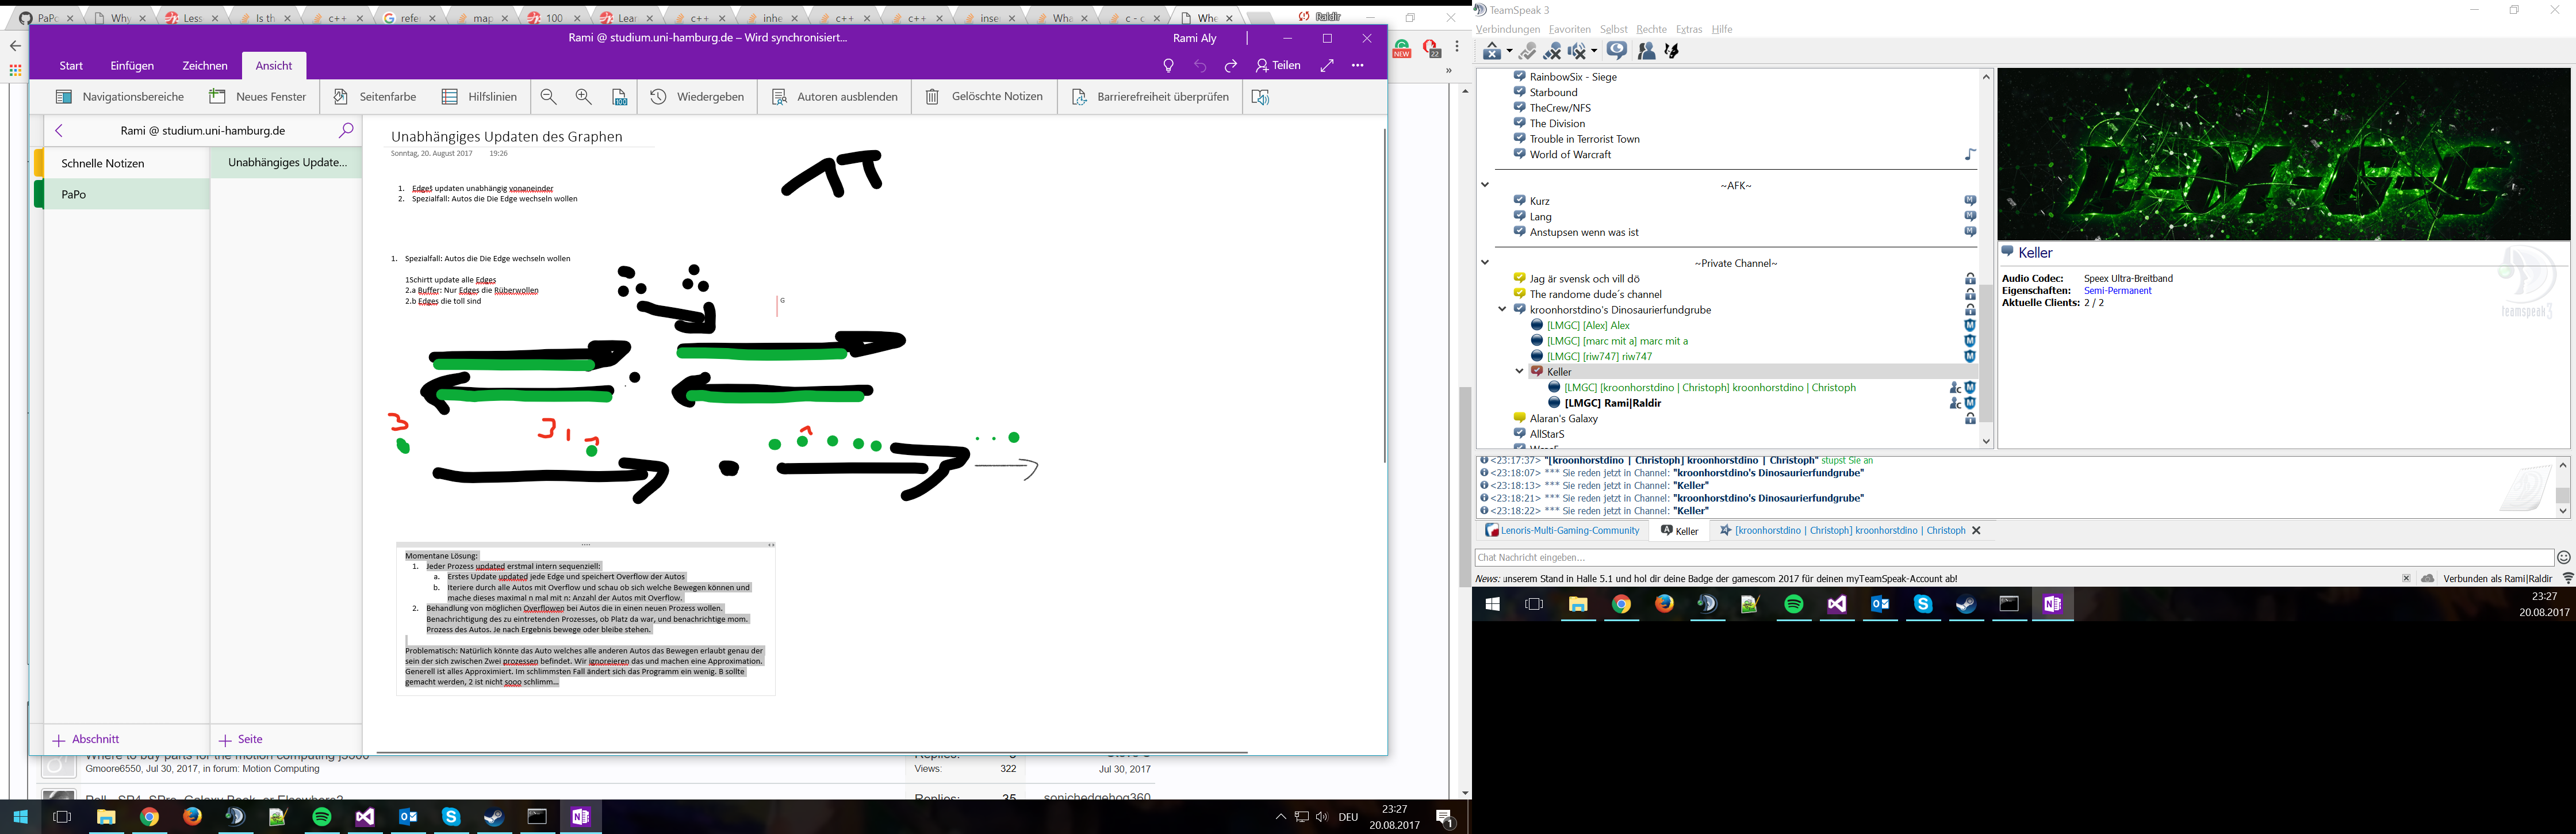 PaPo
Why
Less
Is th
c++
refe
map
100
Lear
c++
inhe
c++
c++
inse
Wha
c - c
Whe
Raldir
Rami @ studium.uni-hamburg.de – Wird synchronisiert...
Rami Aly
Start
Einfügen
Zeichnen
Ansicht
Teilen
NEW
22
Navigationsbereiche
Neues Fenster
Seitenfarbe
Hilfslinien
100
Wiedergeben
Autoren ausblenden
Gelöschte Notizen
Barrierefreiheit überprüfen
Rami @ studium.uni-hamburg.de
Schnelle Notizen
PaPo
Unabhängiges Update...
Unabhängiges Updaten des Graphen
Sonntag, 20. August 2017 19:26
1. Edges updaten unabhängig vonaneinder
2. Spezialfall: Autos die Die Edge wechseln wollen
1. Spezialfall: Autos die Die Edge wechseln wollen
1Schirtt update alle Edges
2.a Buffer: Nur Edges die Rüberwollen
2.b Edges die toll sind
G
3
3 1 1
1
Momentane Lösung:
1. Jeder Prozess updated erstmal intern sequenziell:
a. Erstes Update updated jede Edge und speichert Overflow der Autos
b. Iteriere durch alle Autos mit Overflow und schau ob sich welche Bewegen können und
mache dieses maximal n mal mit n: Anzahl der Autos mit Overflow.
2. Behandlung von möglichen Overflowen bei Autos die in einen neuen Prozess wollen.
Benachrichtigung des zu eintretenden Prozesses, ob Platz da war, und benachrichtige mom.
Prozess des Autos. Je nach Ergebnis bewege oder bleibe stehen.
Problematisch: Natürlich könnte das Auto welches alle anderen Autos das Bewegen erlaubt genau der
sein der sich zwischen Zwei prozessen befindet. Wir ignoreieren das und machen eine Approximation.
Generell ist alles Approximiert. Im schlimmsten Fall ändert sich das Programm ein wenig. B sollte
gemacht werden, 2 ist nicht sooo schlimm...
Abschnitt
Seite
Where to buy parts for the motion computing j3500
Gmoore6550, Jul 30, 2017, in forum: Motion Computing
Replies:
Views: 322
Jul 30, 2017
Poll - SP4, SPro, Galaxy Book, or Elsewhere?
Replies: 35
sonichedgehog360
DEU
23:27
20.08.2017
1
TeamSpeak 3
Verbindungen Favoriten Selbst Rechte Extras Hilfe
RainbowSix - Siege
Starbound
TheCrew/NFS
The Division
Trouble in Terrorist Town
World of Warcraft
~AFK~
Kurz
Lang
Anstupsen wenn was ist
~Private Channel~
Jag är svensk och vill dö
The randome dude´s channel
kroonhorstdino's Dinosaurierfundgrube
[LMGC] [Alex] Alex
[LMGC] [marc mit a] marc mit a
[LMGC] [riw747] riw747
Keller
[LMGC] [kroonhorstdino | Christoph] kroonhorstdino | Christoph
[LMGC] Rami|Raldir
Alaran's Galaxy
AllStarS
L-M-G-C
Keller
Audio Codec: Speex Ultra-Breitband
Eigenschaften: Semi-Permanent
Aktuelle Clients: 2 / 2
teamspeak3
<23:17:37> "[kroonhorstdino | Christoph] kroonhorstdino | Christoph" stupst Sie an
<23:18:07> *** Sie reden jetzt in Channel: "kroonhorstdino's Dinosaurierfundgrube"
<23:18:13> *** Sie reden jetzt in Channel: "Keller"
<23:18:21> *** Sie reden jetzt in Channel: "kroonhorstdino's Dinosaurierfundgrube"
<23:18:22> *** Sie reden jetzt in Channel: "Keller"
Lenoris-Multi-Gaming-Community
Keller
[kroonhorstdino | Christoph] kroonhorstdino | Christoph
Chat Nachricht eingeben...
News: unserem Stand in Halle 5.1 und hol dir deine Badge der gamescom 2017 für deinen myTeamSpeak-Account ab!
Verbunden als Rami|Raldir
23:27
20.08.2017